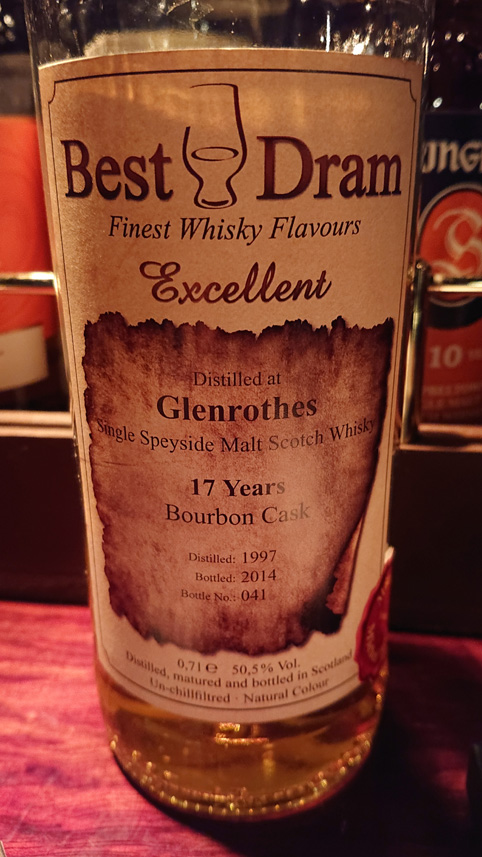 Best Dram
Finest Whisky Flavours
Excellent
Distilled at
Glenrothes
Single Speyside Malt Scotch Whisky
17 Years
Bourbon Cask
Distilled: 1997
Bottled: 2014
Bottle No.: 041
0,7l e 50,5% Vol.
Distilled, matured and bottled in Scotland
Un-chillfiltred · Natural Colour
10